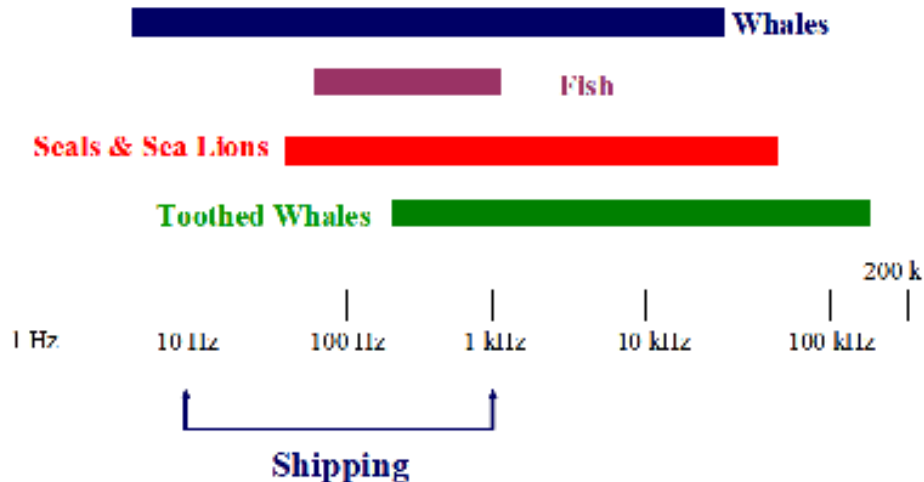 Whales
Fish
Seals & Sea Lions
Toothed Whales
200 k
1 Hz 10 Hz 100 Hz 1 kHz 10 kHz 100 kHz
Shipping